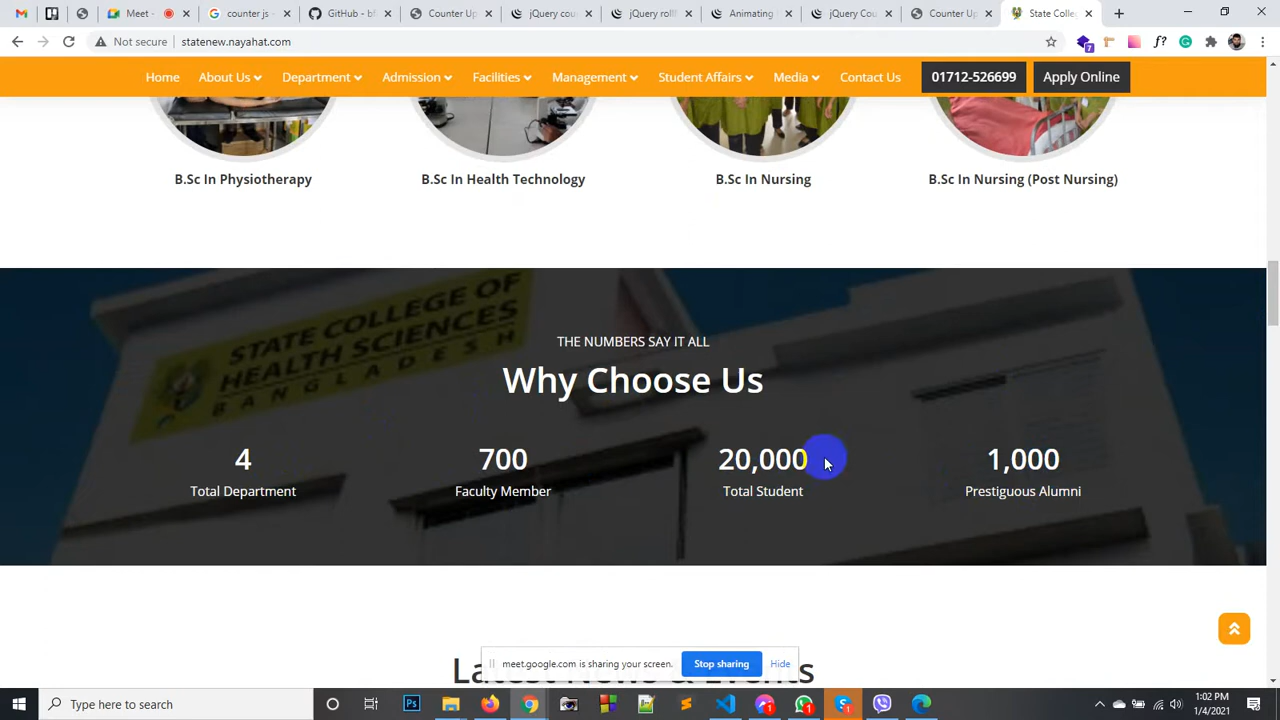 Meet -
counter js -
GitHub - bf
Counter Up
jQuery cou
jQuery roll
Animating
jQuery Cou
Counter Up
State Colle
Not secure | statenew.nayahat.com
7
f?
Home About Us Department Admission Facilities Management Student Affairs Media Contact Us 01712-526699 Apply Online
B.Sc In Physiotherapy
B.Sc In Health Technology
B.Sc In Nursing
B.Sc In Nursing (Post Nursing)
STATE COLLEGE OF
HEALTH SCIENCES
BANGLADESH
THE NUMBERS SAY IT ALL
Why Choose Us
4
Total Department
700
Faculty Member
20,000
Total Student
1,000
Prestiguous Alumni
meet.google.com is sharing your screen.
Stop sharing
Hide
Type here to search
Ps
1:02 PM
1/4/2021